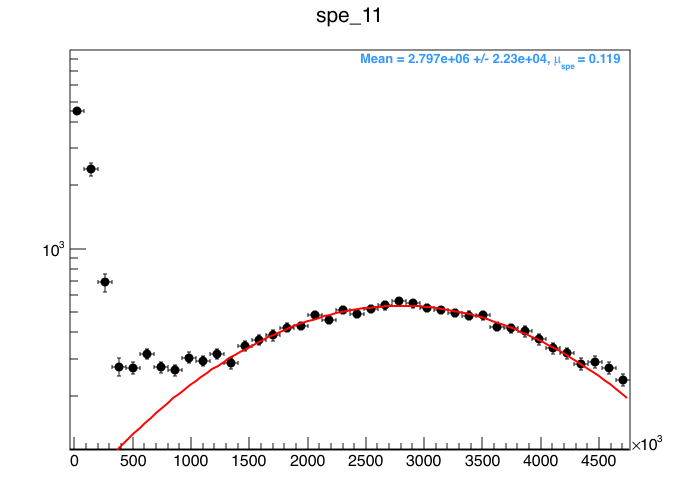 spe_11
Mean = 2.797e+06 +/- 2.23e+04, μspe = 0.119
10³
0 500 1000 1500 2000 2500 3000 3500 4000 4500 ×10³